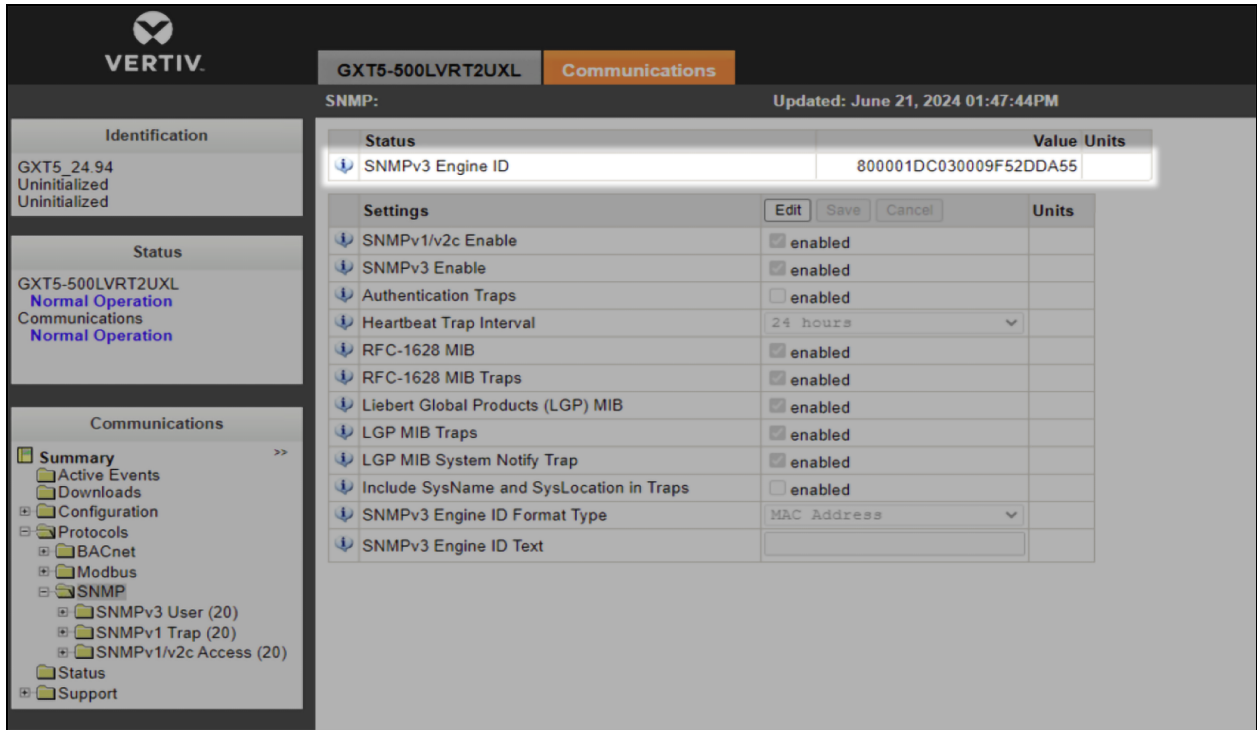 VERTIV.
GXT5-500LVRT2UXL Communications
SNMP: Updated: June 21, 2024 01:47:44PM
Identification
GXT5_24.94
Uninitialized
Uninitialized
Status
GXT5-500LVRT2UXL
Normal Operation
Communications
Normal Operation
Communications
Summary >>
Active Events
Downloads
Configuration
Protocols
BACnet
Modbus
SNMP
SNMPv3 User (20)
SNMPv1 Trap (20)
SNMPv1/v2c Access (20)
Status
Support
Status Value Units
SNMPv3 Engine ID 800001DC030009F52DDA55
Settings Edit Save Cancel Units
SNMPv1/v2c Enable enabled
SNMPv3 Enable enabled
Authentication Traps enabled
Heartbeat Trap Interval 24 hours
RFC-1628 MIB enabled
RFC-1628 MIB Traps enabled
Liebert Global Products (LGP) MIB enabled
LGP MIB Traps enabled
LGP MIB System Notify Trap enabled
Include SysName and SysLocation in Traps enabled
SNMPv3 Engine ID Format Type MAC Address
SNMPv3 Engine ID Text